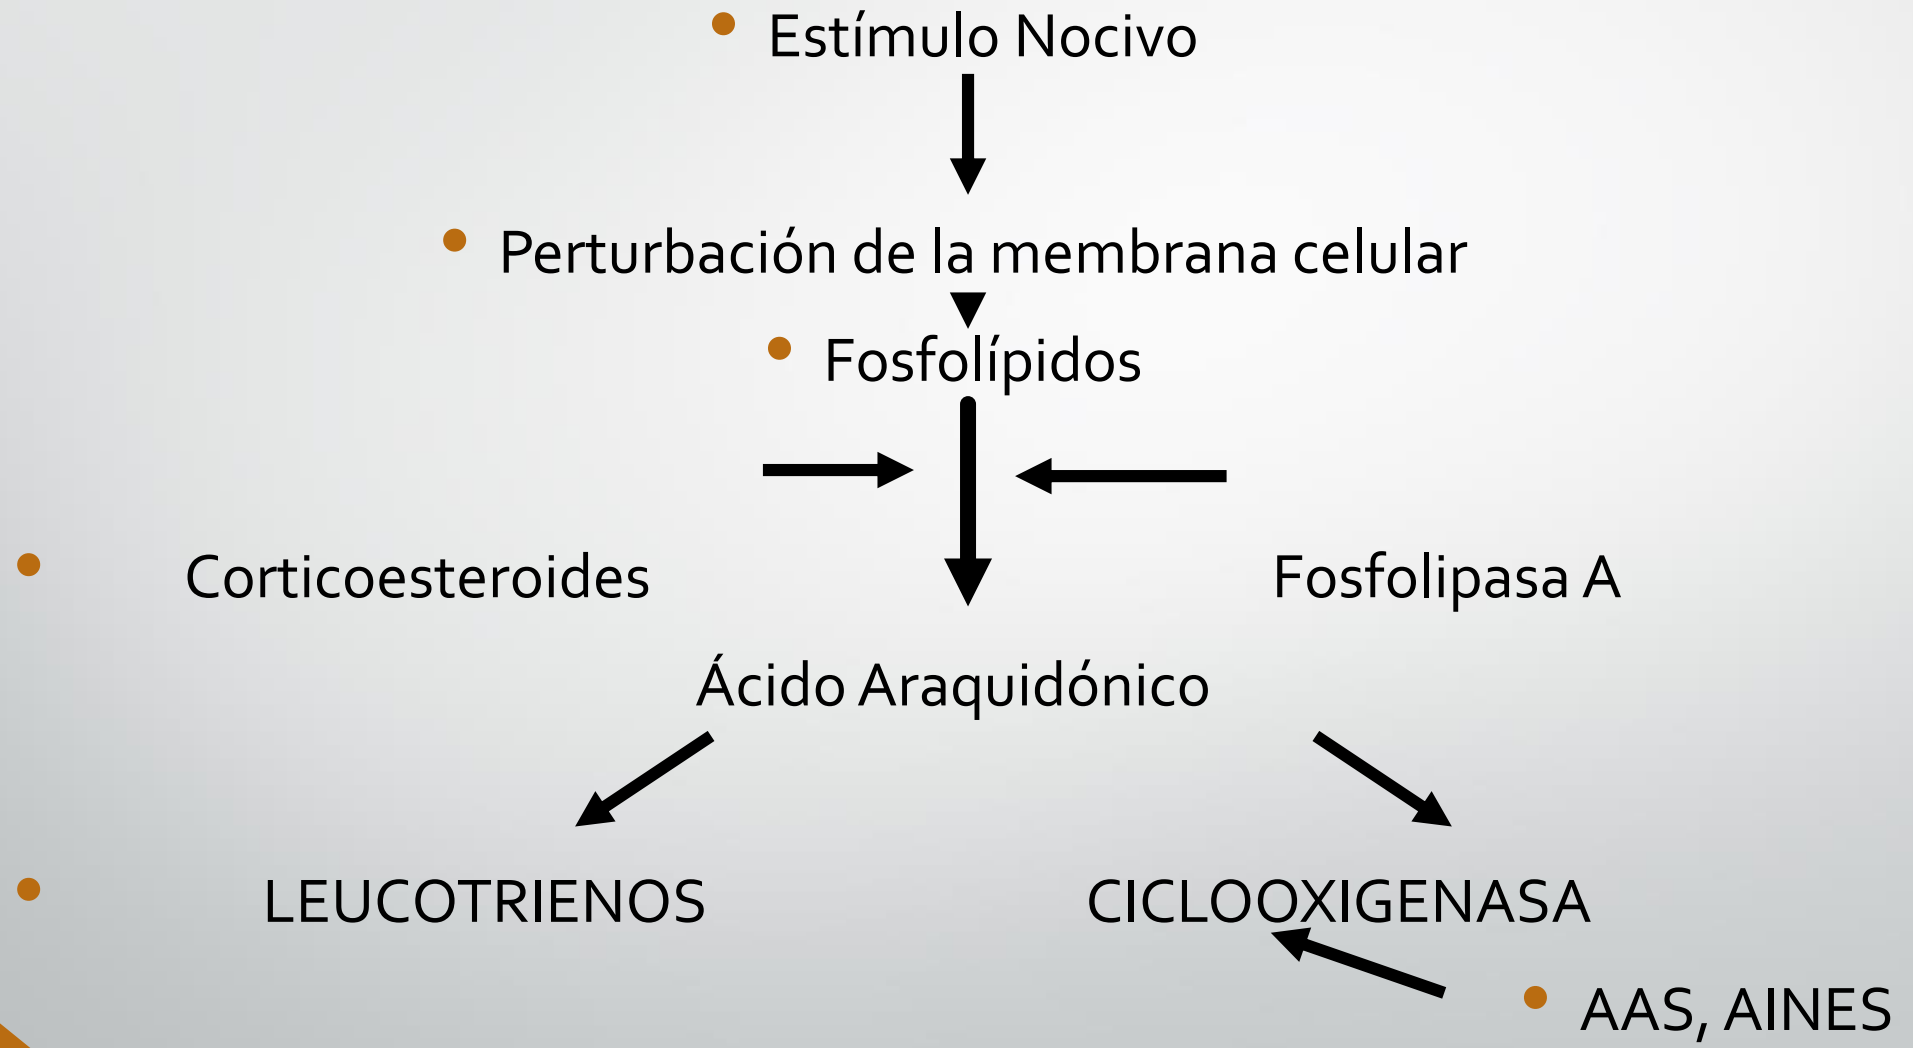 Estímulo Nocivo
Perturbación de la membrana celular
Fosfolípidos
Corticoesteroides Fosfolipasa A
Ácido Araquidónico
LEUCOTRIENOS CICLOOXIGENASA
AAS, AINES